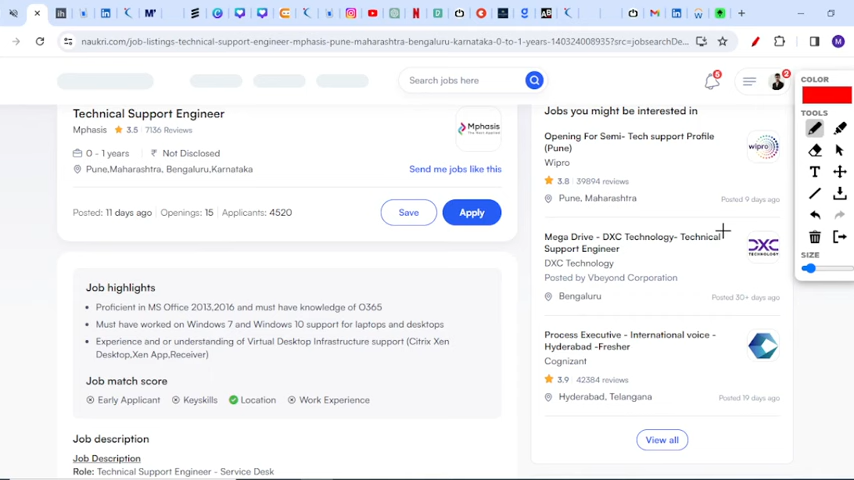 naukri.com/job-listings-technical-support-engineer-mphasis-pune-maharashtra-bengaluru-karnataka-0-to-1-years-140324008935?src=jobsearchDe...
M
Search jobs here
5
2
COLOR
TOOLS
T
SIZE
Technical Support Engineer
Mphasis
3.5
7136 Reviews
Mphasis
The Next Applied
0 - 1 years
₹ Not Disclosed
Pune,Maharashtra, Bengaluru,Karnataka
Send me jobs like this
Posted: 11 days ago
Openings: 15
Applicants: 4520
Save
Apply
Job highlights
• Proficient in MS Office 2013,2016 and must have knowledge of O365
• Must have worked on Windows 7 and Windows 10 support for laptops and desktops
• Experience and or understanding of Virtual Desktop Infrastructure support (Citrix Xen
Desktop,Xen App,Receiver)
Job match score
Early Applicant
Keyskills
Location
Work Experience
Job description
Job Description
Role: Technical Support Engineer - Service Desk
Jobs you might be interested in
Opening For Semi- Tech support Profile
(Pune)
Wipro
wipro
3.8
39894 reviews
Pune, Maharashtra
Posted 9 days ago
Mega Drive - DXC Technology- Technical
Support Engineer
DXC Technology
DXC
TECHNOLOGY
Posted by Vbeyond Corporation
Bengaluru
Posted 30+ days ago
Process Executive - International voice -
Hyderabad -Fresher
Cognizant
3.9
42384 reviews
Hyderabad, Telangana
Posted 19 days ago
View all